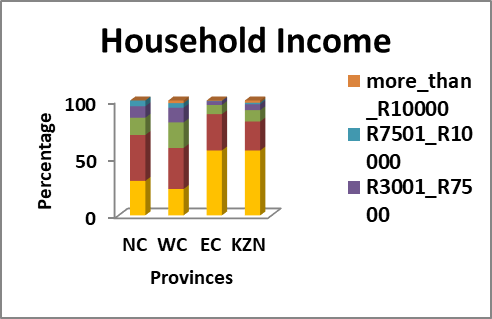 Household Income
Percentage
100
50
0
NC WC EC KZN
Provinces
more_than
_R10000
R7501_R10
000
R3001_R75
00